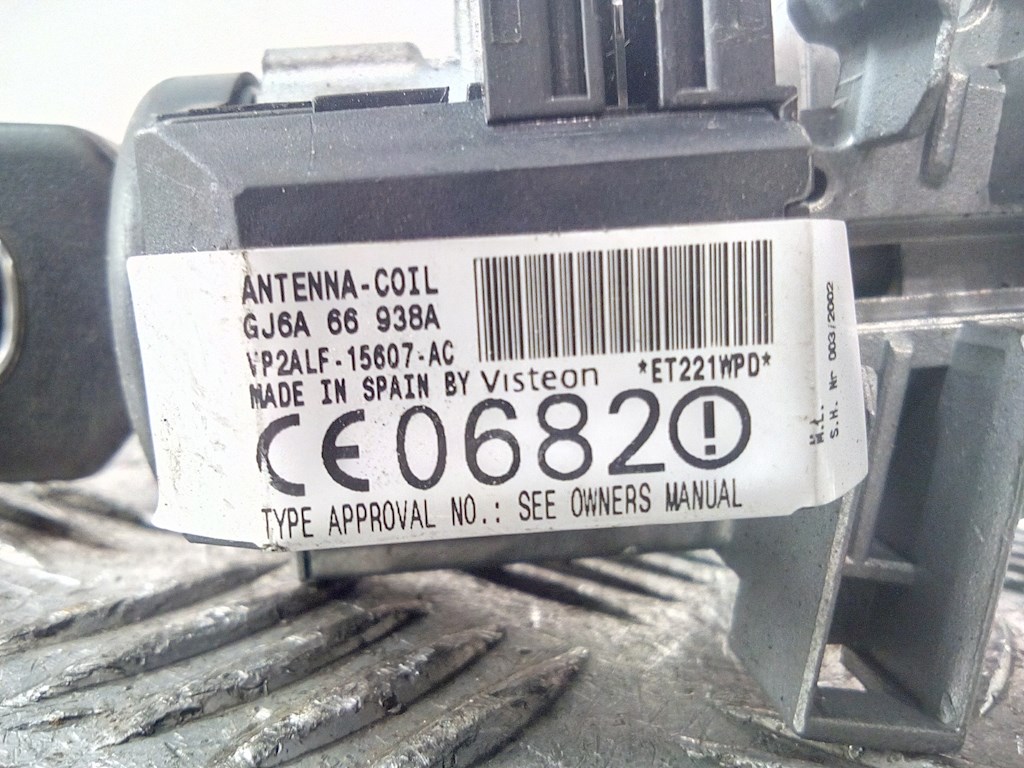 ANTENNA-COIL
GJ6A 66 938A
VP2ALF-15607-AC
MADE IN SPAIN BY Visteon *ET221WPD*
CE0682
TYPE APPROVAL NO.: SEE OWNERS MANUAL
W.L.
S.H. Nr 003/2002